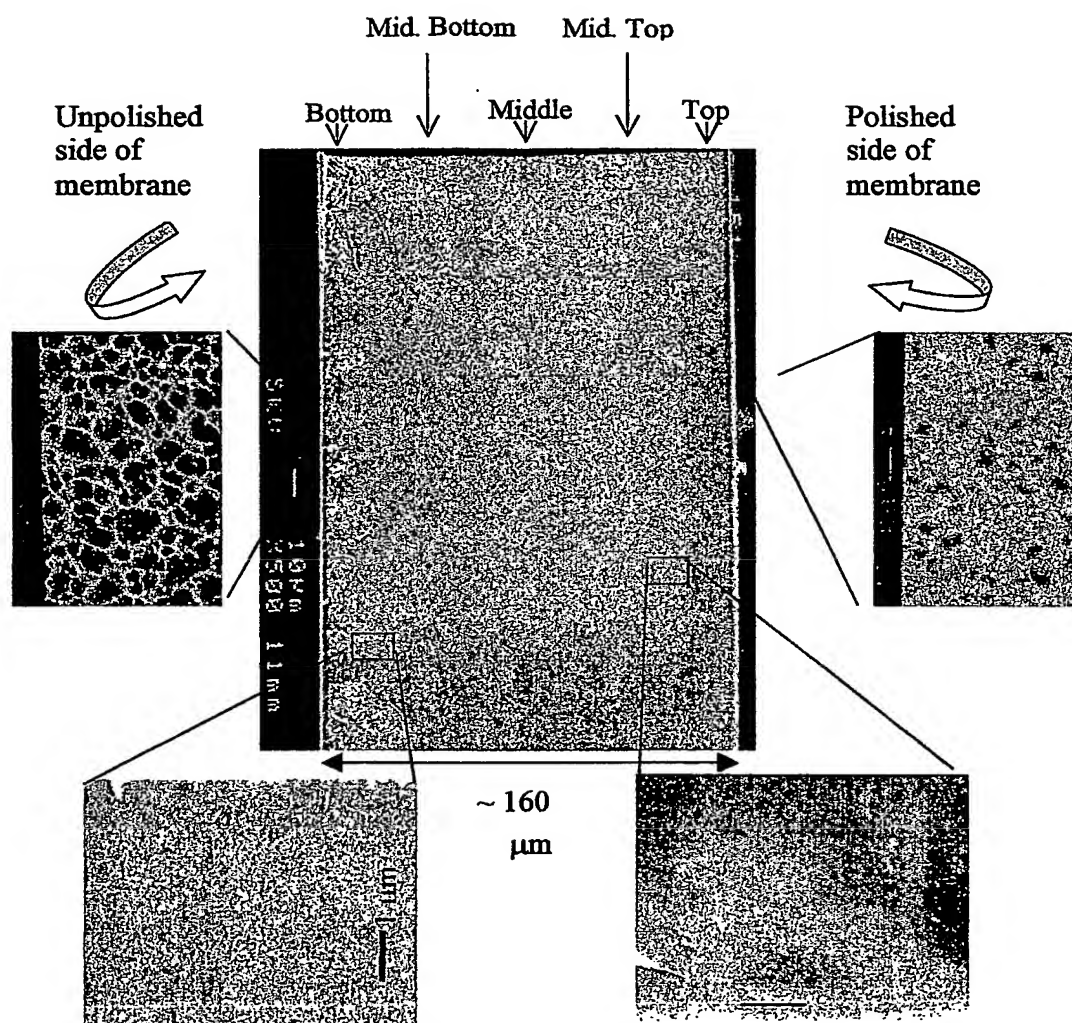 Mid. Bottom
Mid. Top
Unpolished
side of
membrane
Bottom
Middle
Top
Polished
side of
membrane
10μm
X500 11mm
~ 160
μm